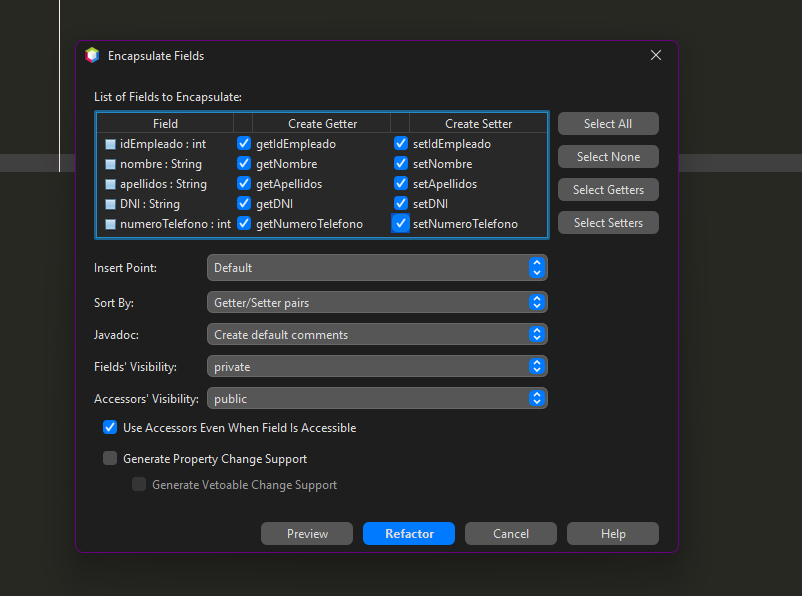 Encapsulate Fields
List of Fields to Encapsulate:
Field Create Getter Create Setter
idEmpleado : int getIdEmpleado setIdEmpleado
nombre : String getNombre setNombre
apellidos : String getApellidos setApellidos
DNI : String getDNI setDNI
numeroTelefono : int getNumeroTelefono setNumeroTelefono
Select All
Select None
Select Getters
Select Setters
Insert Point: Default
Sort By: Getter/Setter pairs
Javadoc: Create default comments
Fields' Visibility: private
Accessors' Visibility: public
Use Accessors Even When Field Is Accessible
Generate Property Change Support
Generate Vetoable Change Support
Preview Refactor Cancel Help